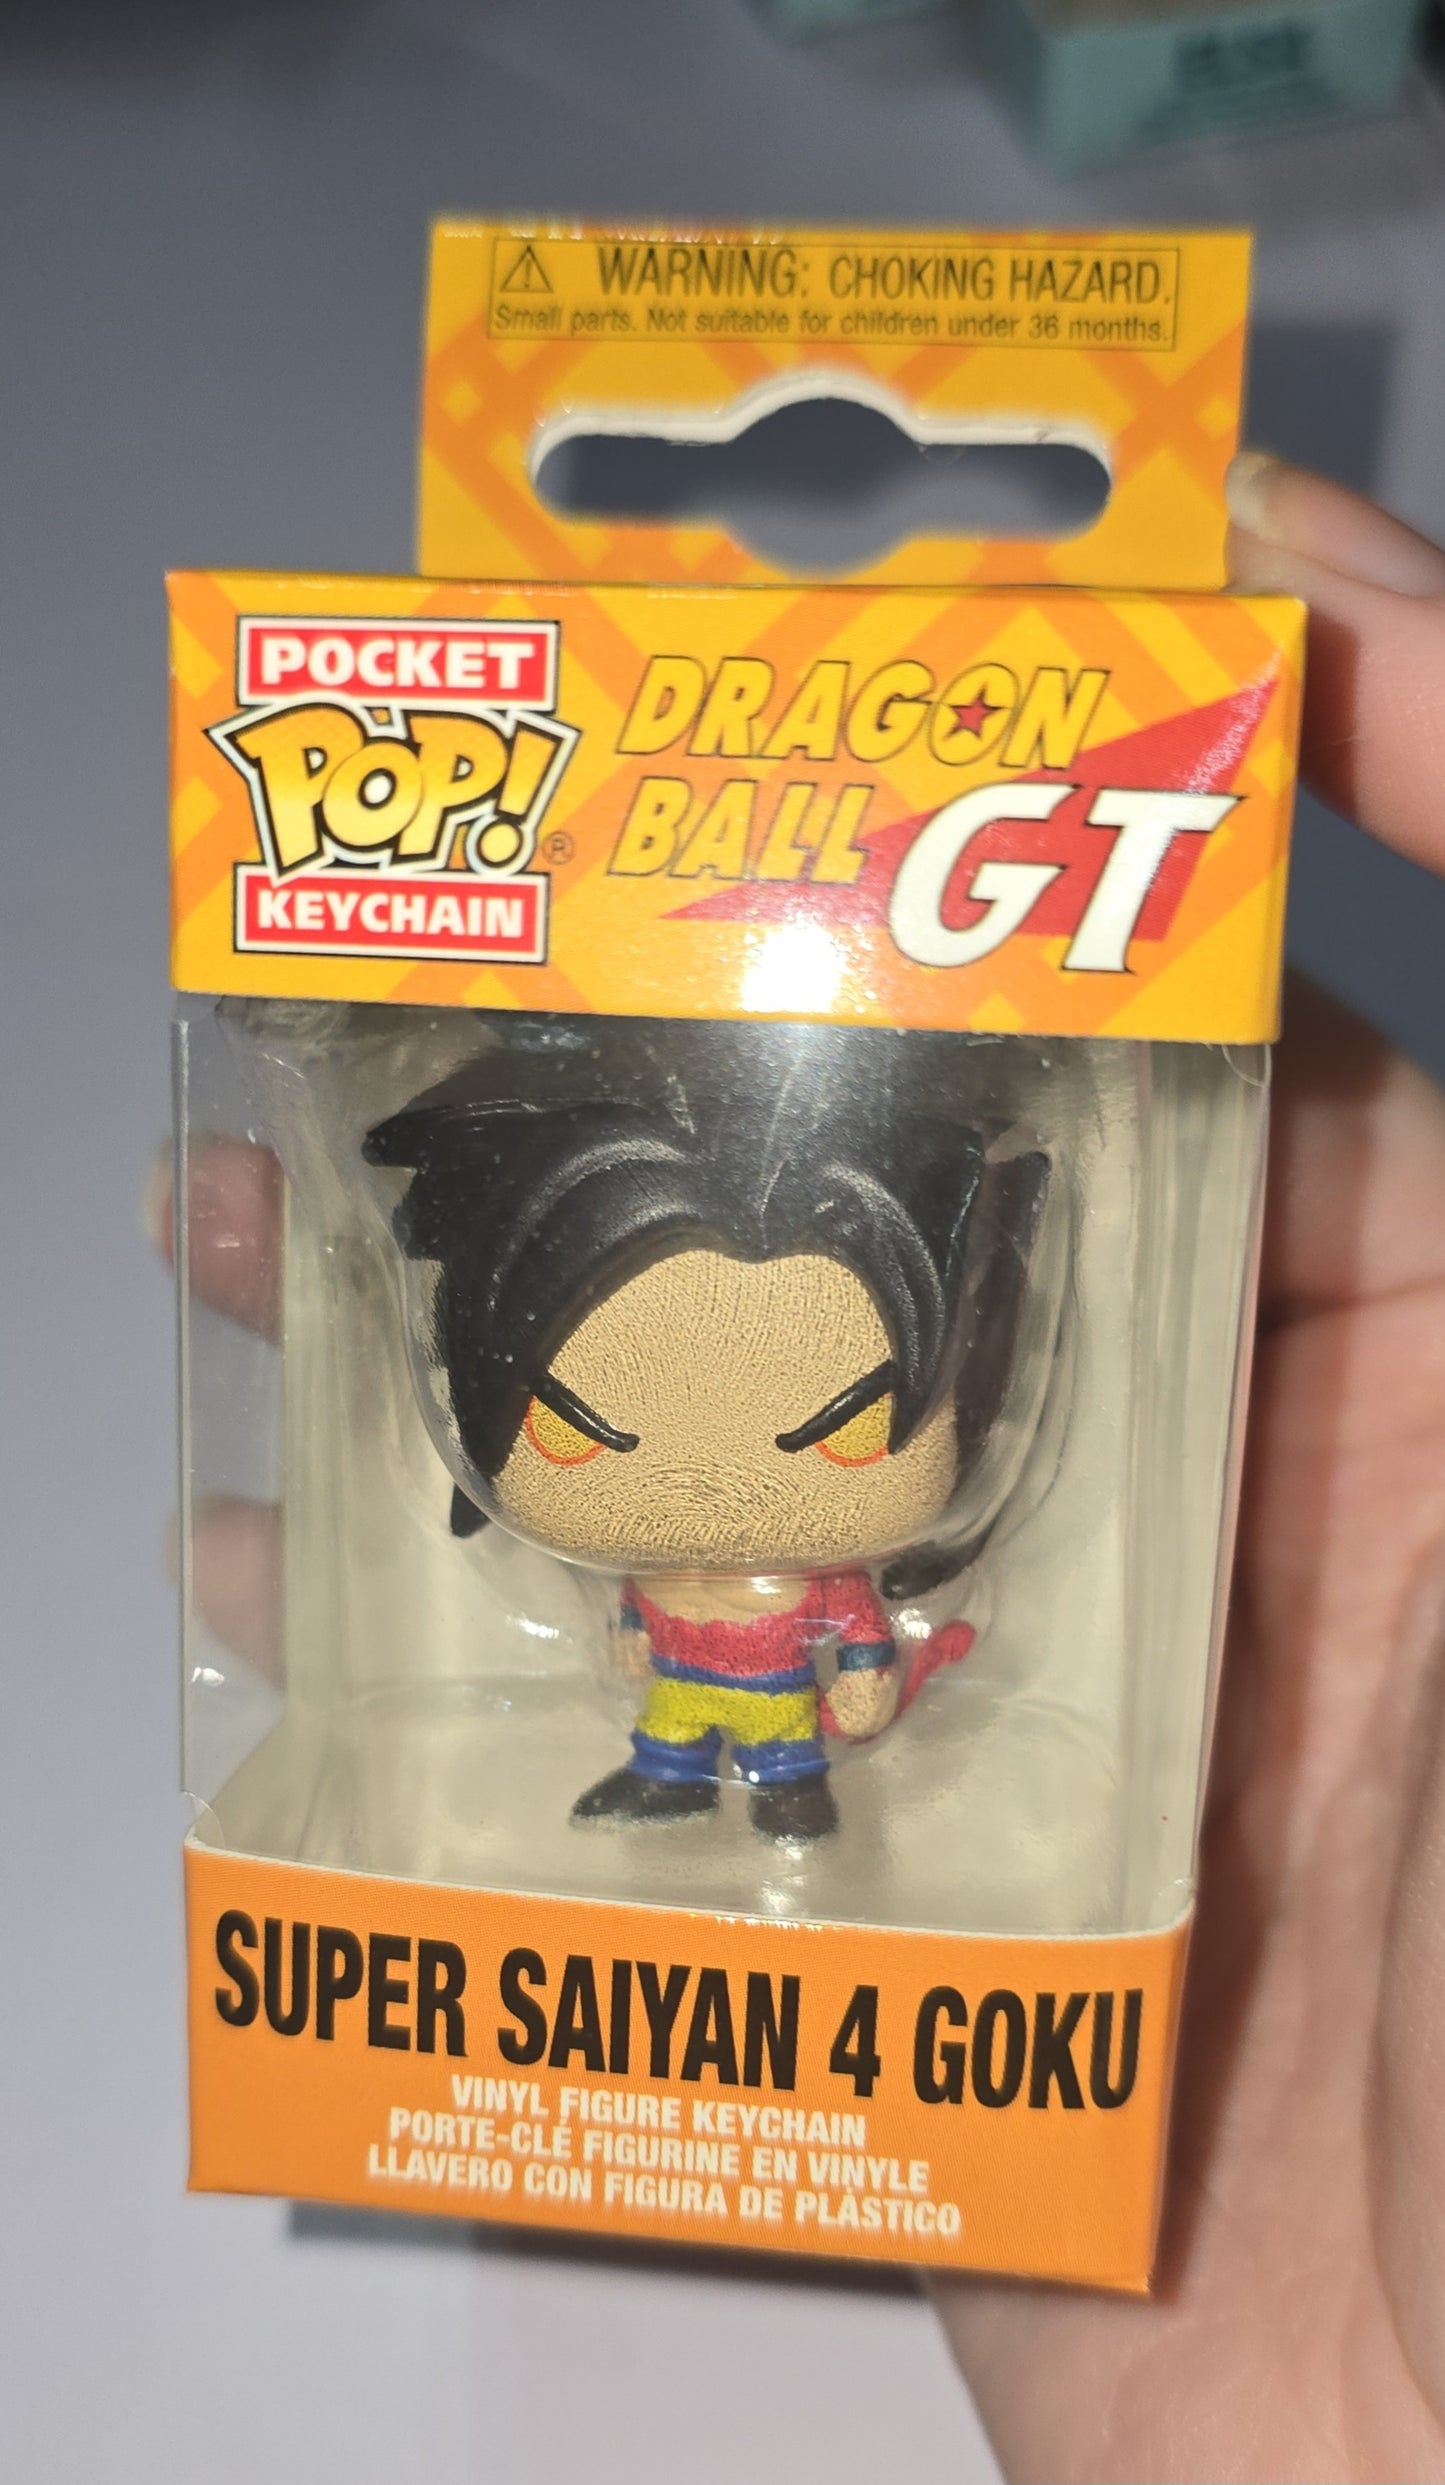 WARNING: CHOKING HAZARD.
Small parts. Not suitable for children under 36 months.
POCKET
POP!®
KEYCHAIN
DRAGON
BALL GT
SUPER SAIYAN 4 GOKU
VINYL FIGURE KEYCHAIN
PORTE-CLÉ FIGURINE EN VINYLE
LLAVERO CON FIGURA DE PLÁSTICO